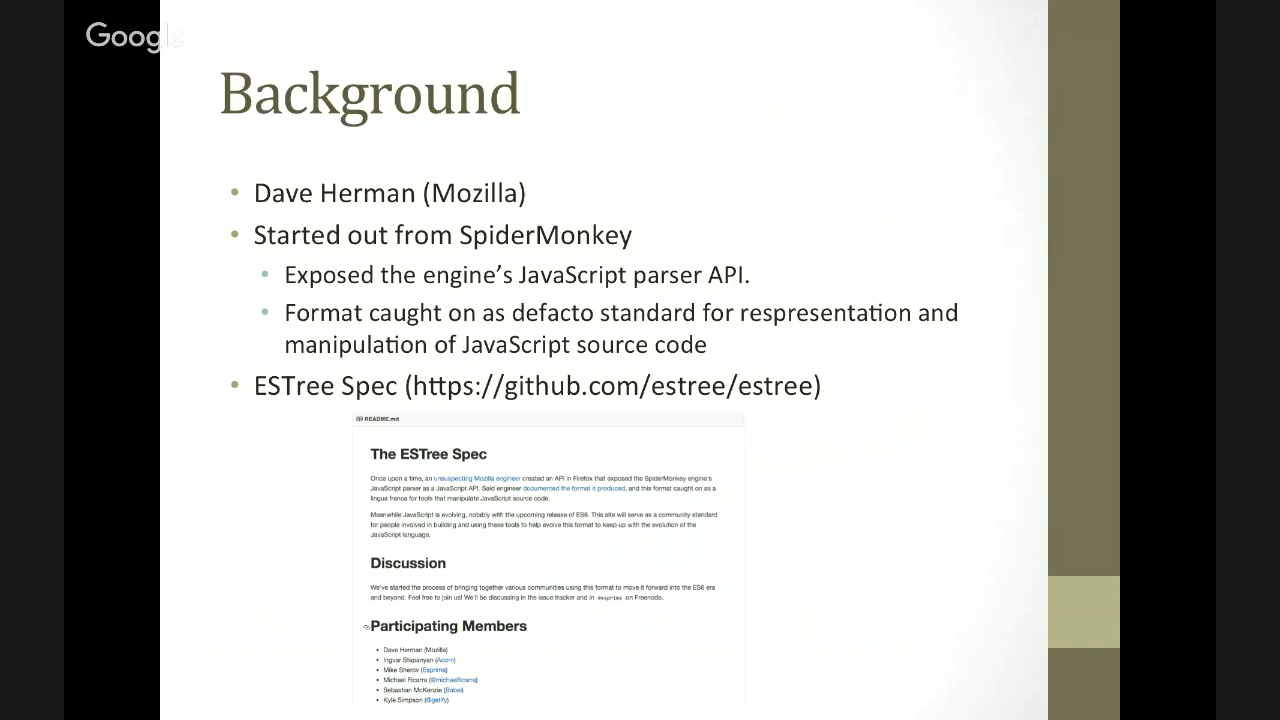 Google
Background
• Dave Herman (Mozilla)
• Started out from SpiderMonkey
• Exposed the engine’s JavaScript parser API.
• Format caught on as defacto standard for respresentation and
manipulation of JavaScript source code
• ESTree Spec (https://github.com/estree/estree)
README.md
The ESTree Spec
Once upon a time, an unsuspecting Mozilla engineer created an API in Firefox that exposed the SpiderMonkey engine's
JavaScript parser as a JavaScript API. Said engineer documented the format it produced, and this format caught on as a
lingua franca for tools that manipulate JavaScript source code.
Meanwhile JavaScript is evolving, notably with the upcoming release of ES6. This site will serve as a community standard
for people involved in building and using these tools to help evolve this format to keep up with the evolution of the
JavaScript language.
Discussion
We've started the process of bringing together various communities using this format to move it forward into the ES6 era
and beyond. Feel free to join us! We'll be discussing in the issue tracker and in #esprima on Freenode.
Participating Members
• Dave Herman (Mozilla)
• Ingvar Stepanyan (Acorn)
• Mike Sherov (Esprima)
• Michael Ficarra (@michaelficarra)
• Sebastian McKenzie (Babel)
• Kyle Simpson (@getify)